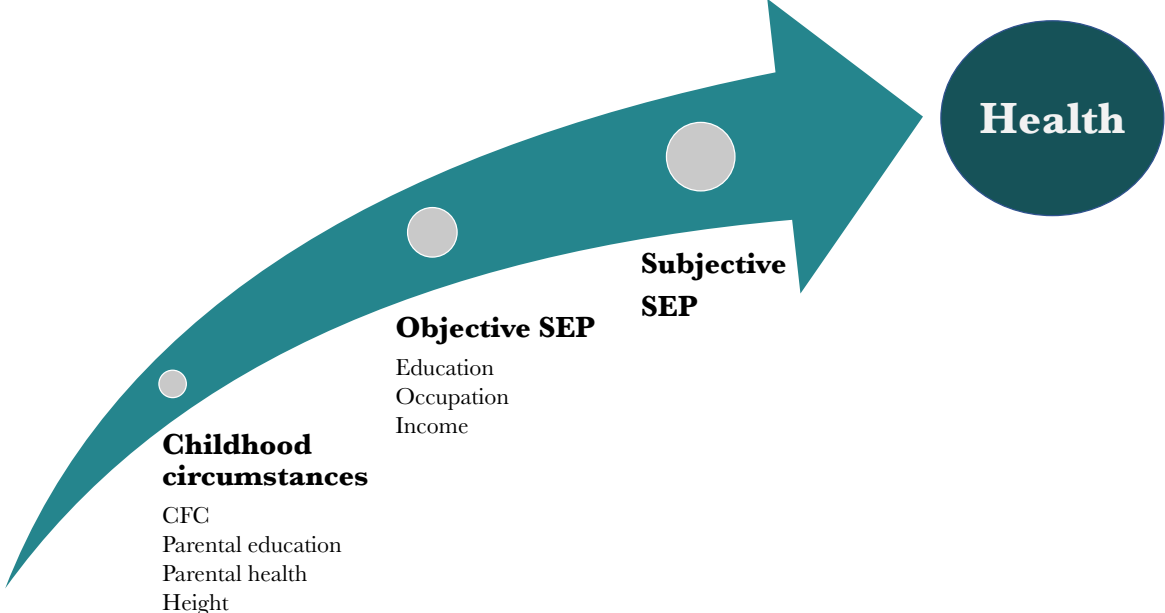 Health
Subjective
SEP
Objective SEP
Education
Occupation
Income
Childhood
circumstances
CFC
Parental education
Parental health
Height